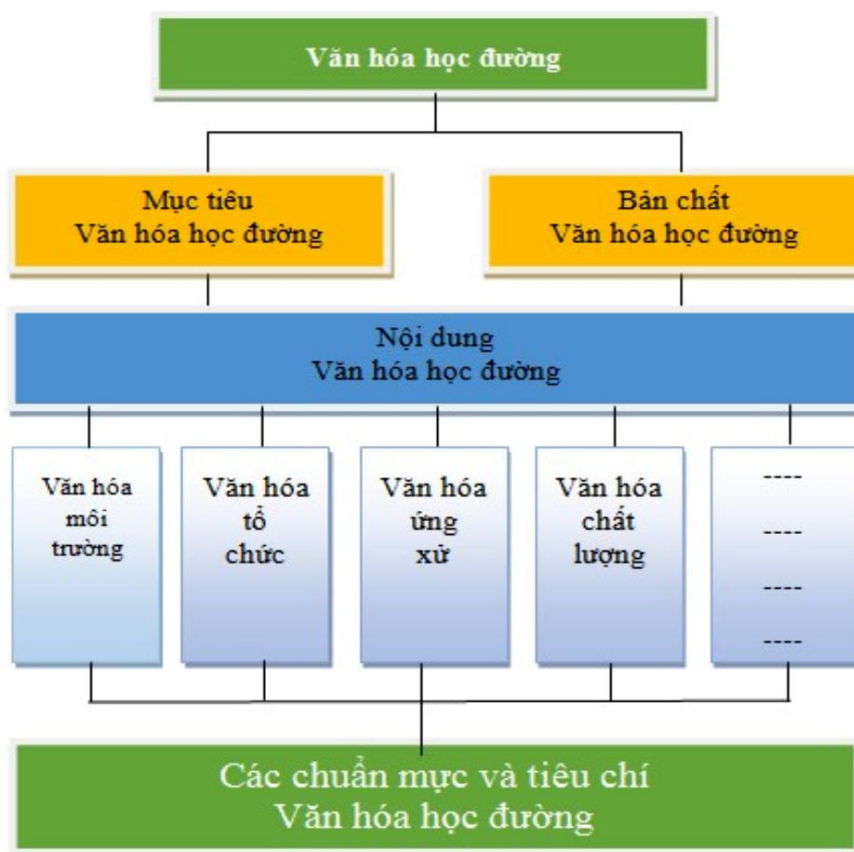 Văn hóa học đường
Mục tiêu
Văn hóa học đường
Bản chất
Văn hóa học đường
Nội dung
Văn hóa học đường
Văn hóa
môi
trường
Văn hóa
tổ
chức
Văn hóa
ứng
xử
Văn hóa
chất
lượng
----
----
----
----
Các chuẩn mực và tiêu chí
Văn hóa học đường